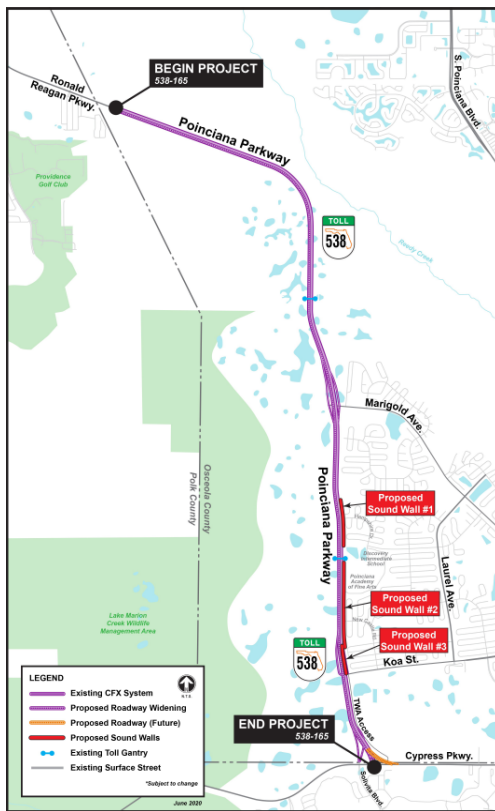 BEGIN PROJECT
538-165
Ronald
Reagan Pkwy.
S. Poinciana Blvd.
Poinciana Parkway
Providence
Golf Club
TOLL
538
Reedy Creek
Marigold Ave.
Osceola County
Polk County
Poinciana Parkway
Proposed
Sound Wall #1
Discovery
Intermediate
School
Laurel Ave.
Poinciana
Academy
of Fine Arts
Proposed
Sound Wall #2
Lake Marion
Creek Wildlife
Management Area
Proposed
Sound Wall #3
TOLL
538
Koa St.
LEGEND
N.T.S
Existing CFX System
Proposed Roadway Widening
Proposed Roadway (Future)
Proposed Sound Walls
Existing Toll Gantry
Existing Surface Street
*Subject to change
June 2020
TWA Access
END PROJECT
538-165
Cypress Pkwy.
Solivita Blvd.